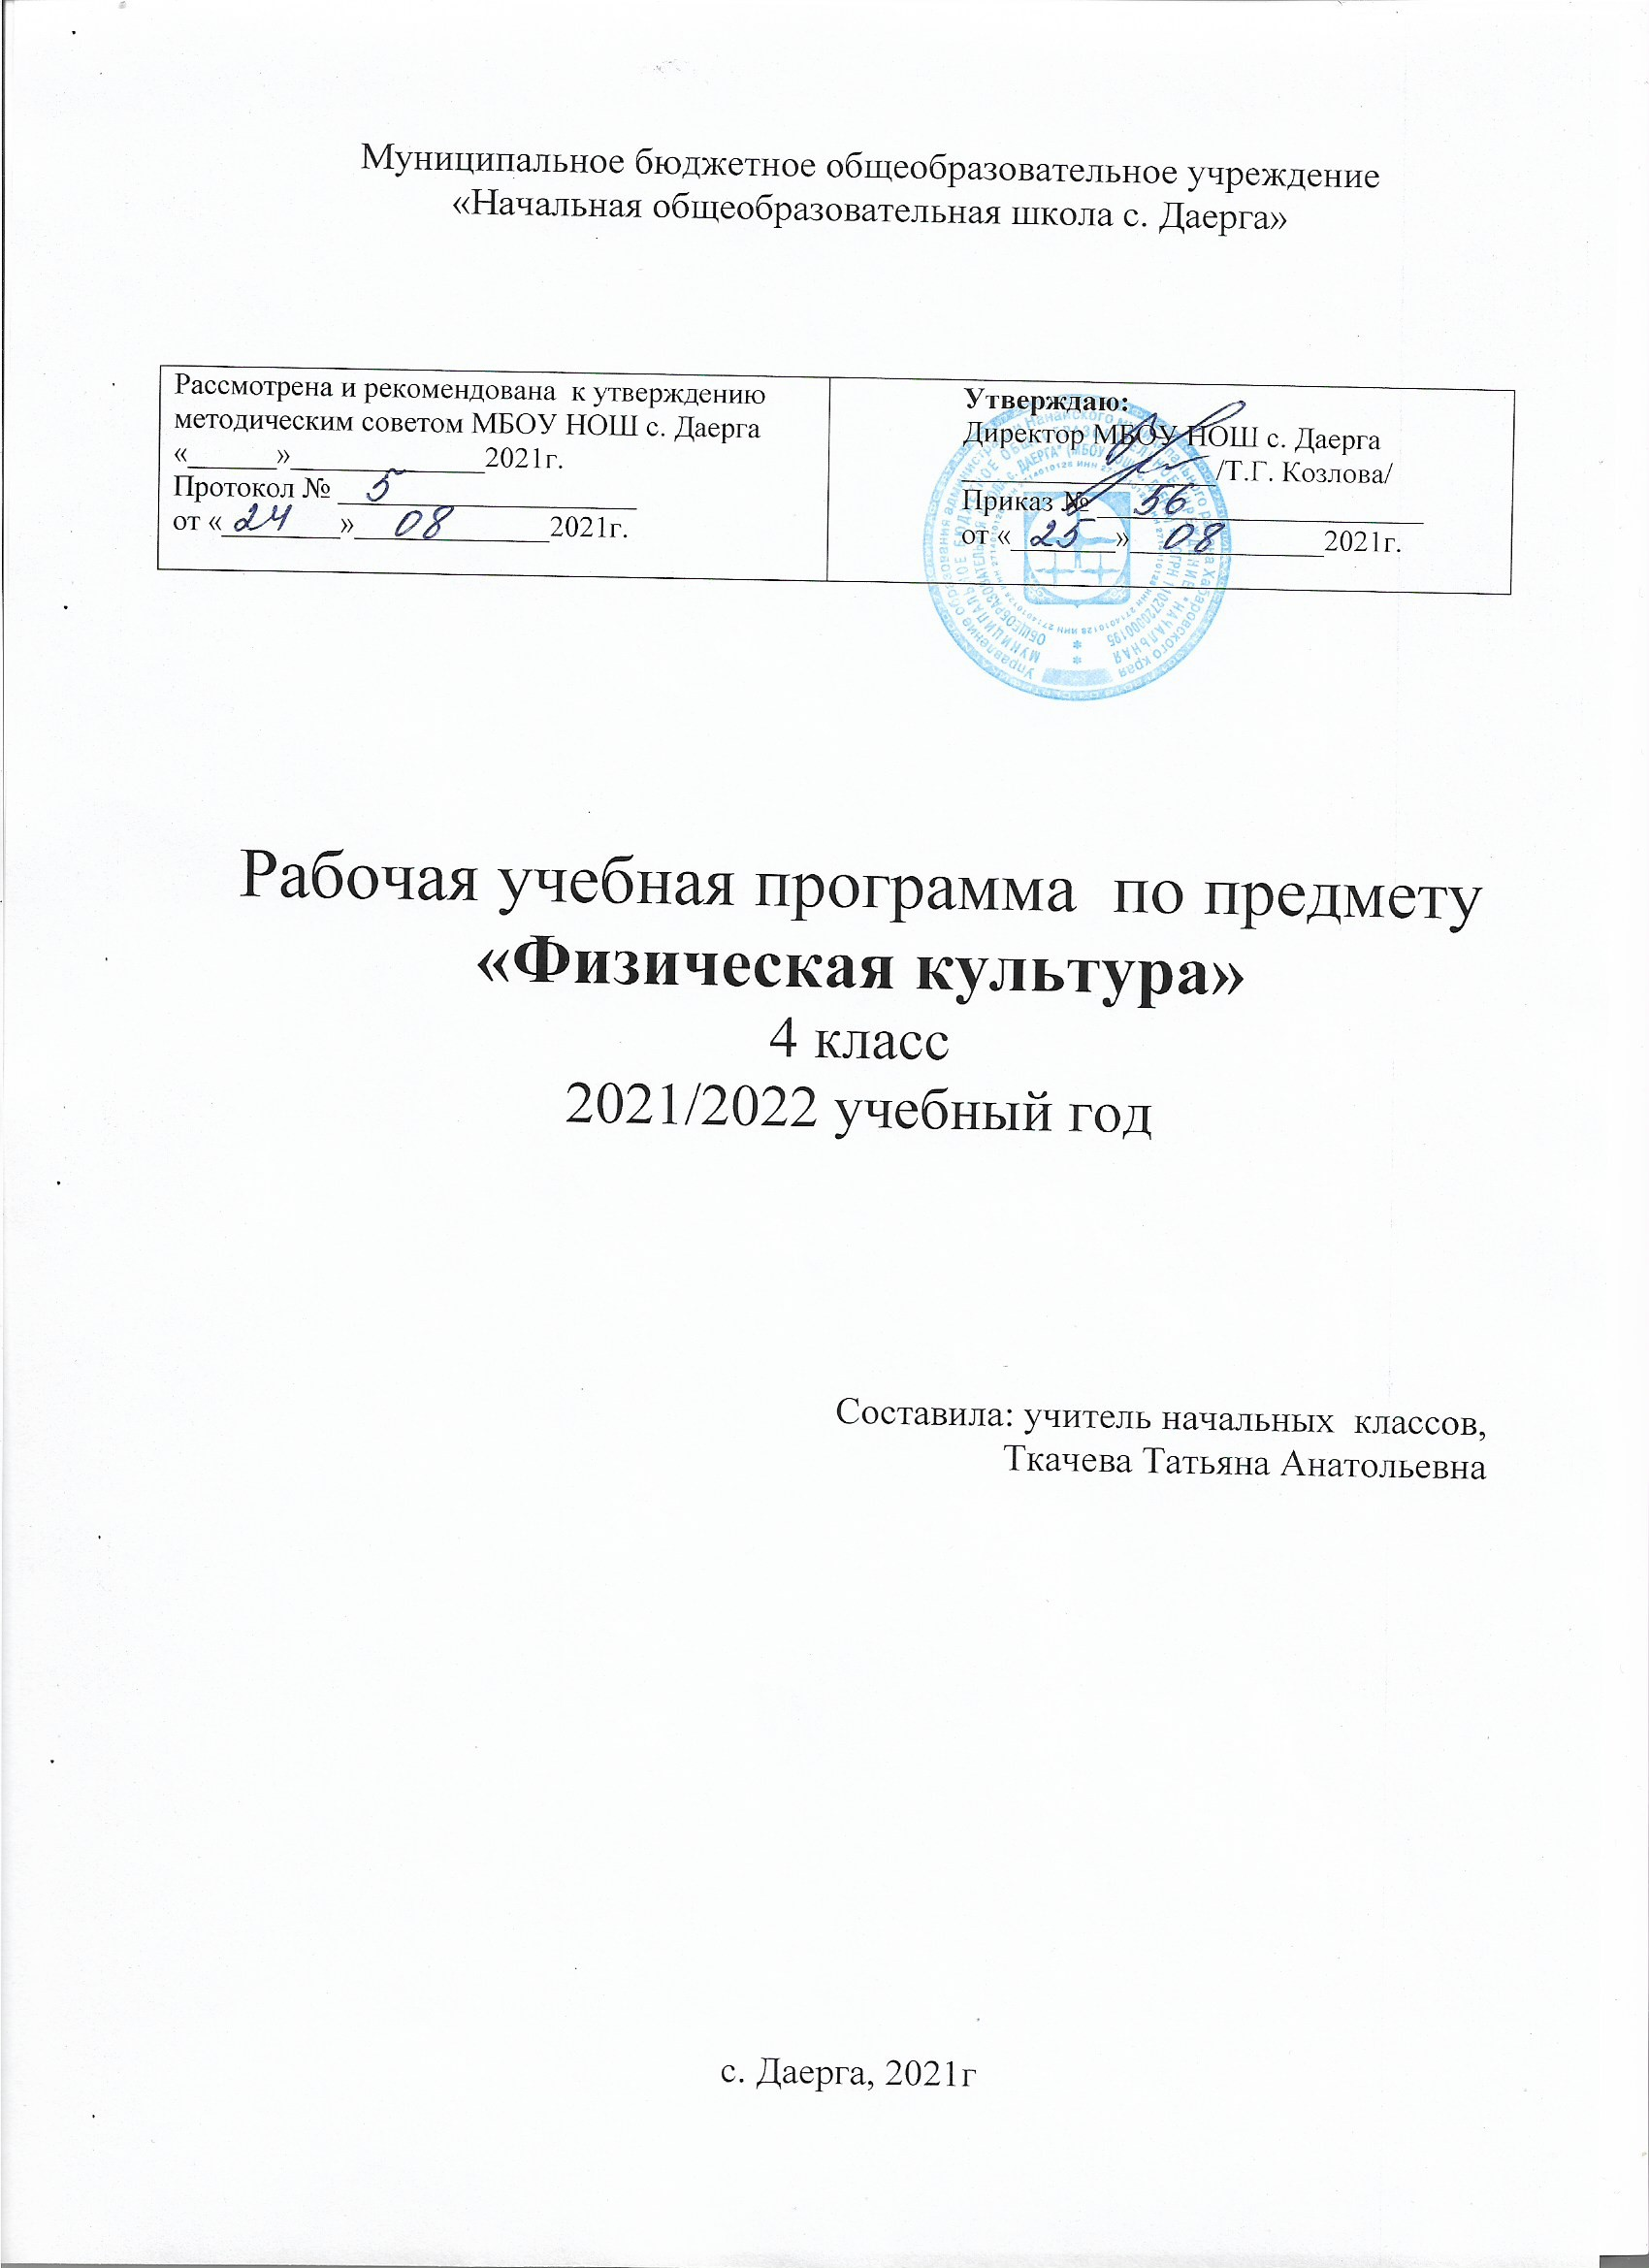 Муниципальное бюджетное общеобразовательное учреждение
«Начальная общеобразовательная школа с. Даерга»
Рассмотрена и рекомендована к утверждению
методическим советом МБОУ НОШ с. Даерга
«______»_____________2021г.
Протокол № 5
от «24»08 2021г.
Утверждаю:
Директор МБОУ НОШ с. Даерга
/Т.Г. Козлова/
Приказ № 56
от «25»08 2021г.
Рабочая учебная программа по предмету
«Физическая культура»
4 класс
2021/2022 учебный год
Составила: учитель начальных классов,
Ткачева Татьяна Анатольевна
с. Даерга, 2021г